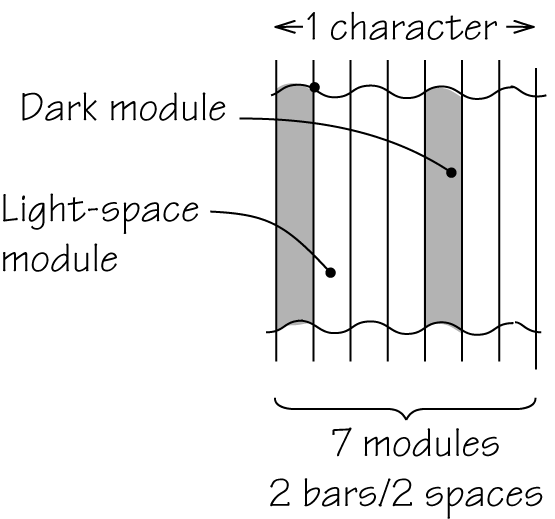 1 character
Dark module
Light-space
module
7 modules
2 bars/2 spaces